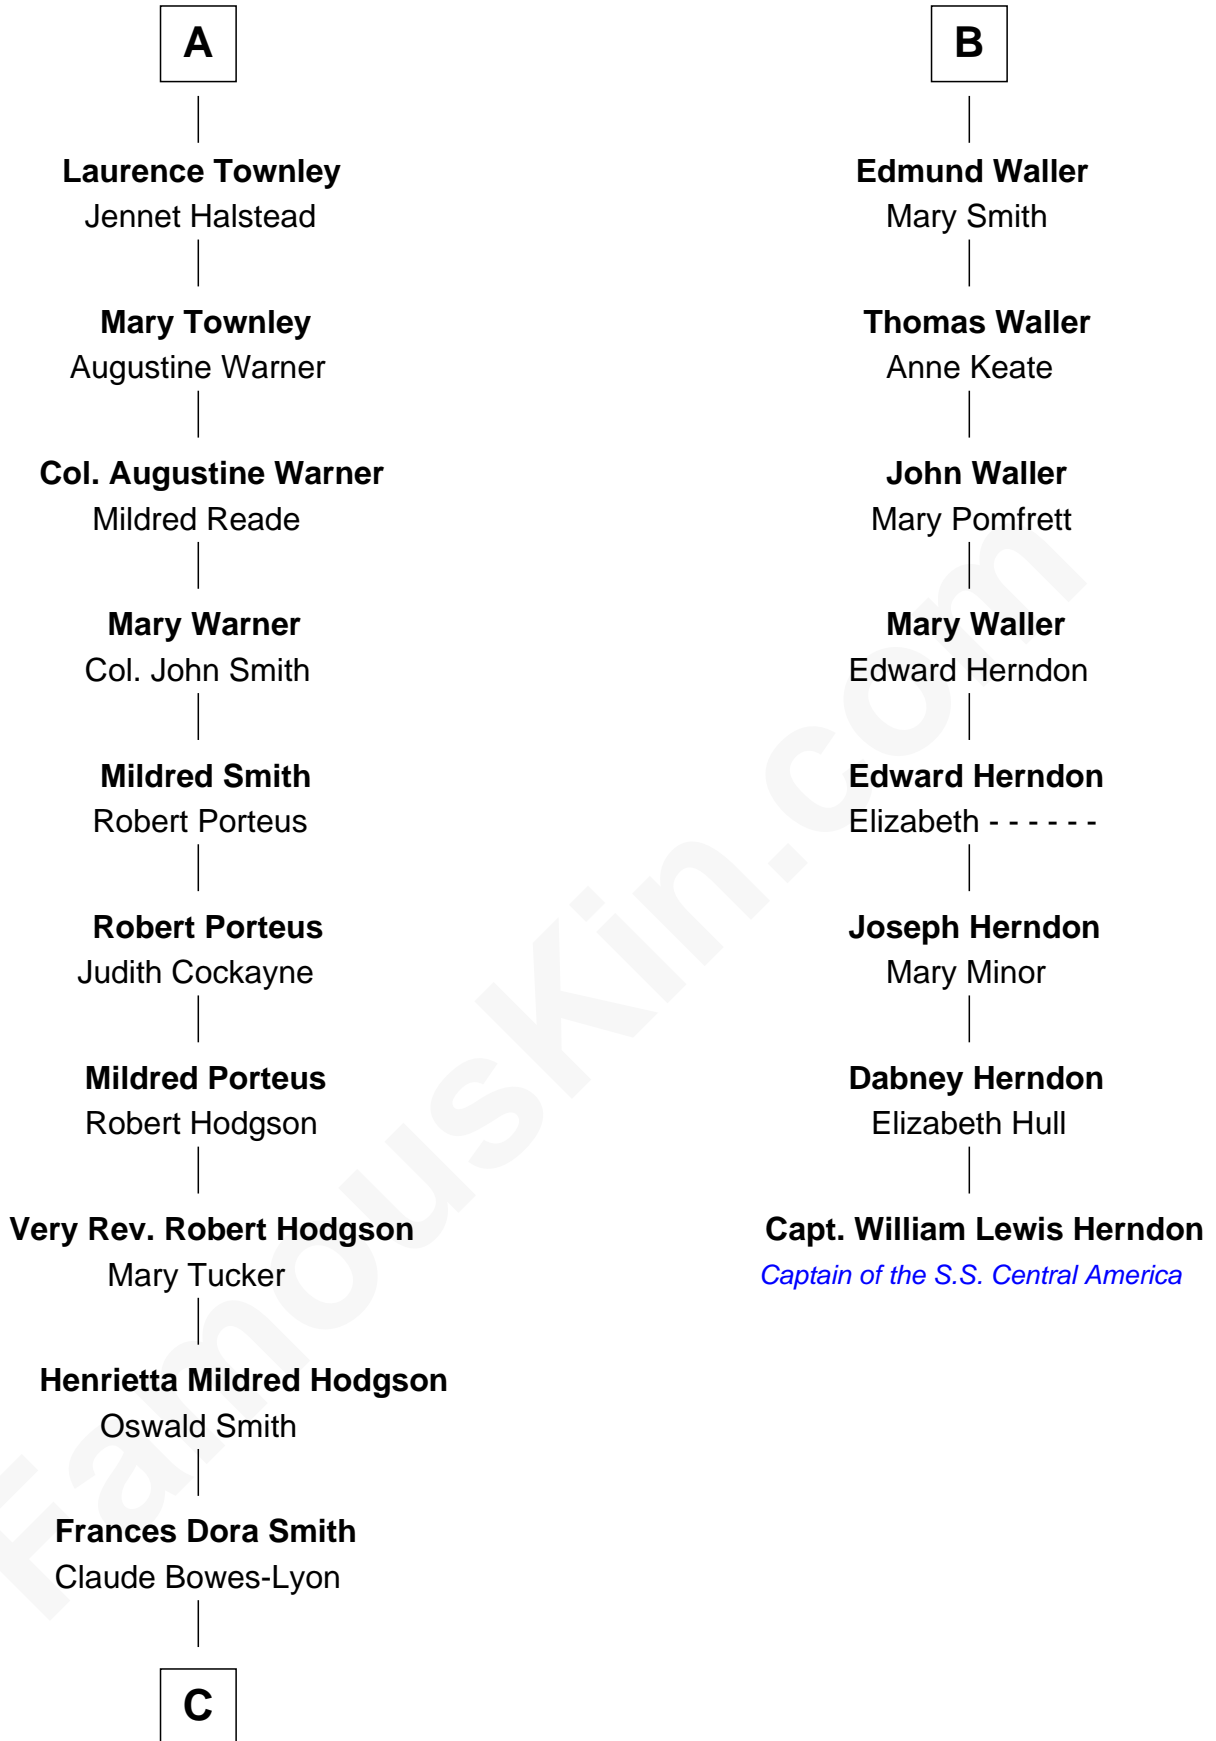 A
Laurence Townley
Jennet Halstead
Mary Townley
Augustine Warner
Col. Augustine Warner
Mildred Reade
Mary Warner
Col. John Smith
Mildred Smith
Robert Porteus
Robert Porteus
Judith Cockayne
Mildred Porteus
Robert Hodgson
Very Rev. Robert Hodgson
Mary Tucker
Henrietta Mildred Hodgson
Oswald Smith
Frances Dora Smith
Claude Bowes-Lyon
C
B
Edmund Waller
Mary Smith
Thomas Waller
Anne Keate
John Waller
Mary Pomfrett
Mary Waller
Edward Herndon
Edward Herndon
Elizabeth - - - - - -
Joseph Herndon
Mary Minor
Dabney Herndon
Elizabeth Hull
Capt. William Lewis Herndon
Captain of the S.S. Central America
FamousKin.com